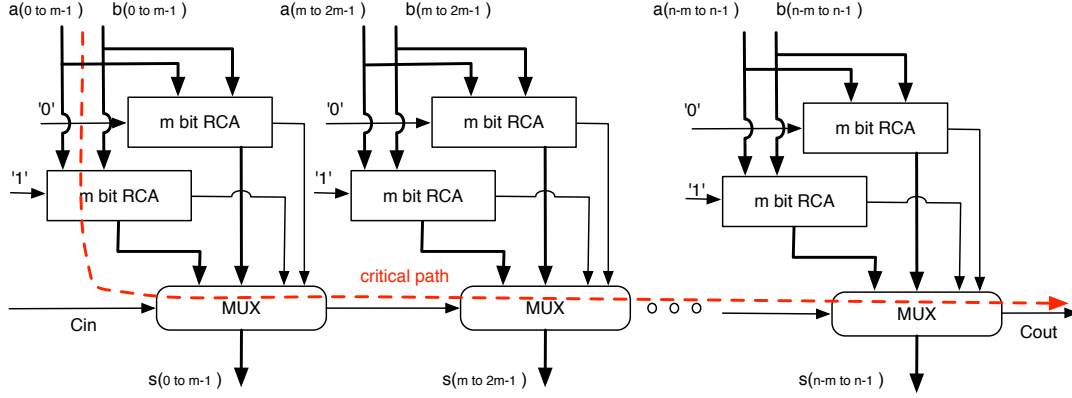 a(0 to m-1) b(0 to m-1) a(m to 2m-1) b(m to 2m-1) a(n-m to n-1) b(n-m to n-1)
'0' m bit RCA '0' m bit RCA '0' m bit RCA
'1' m bit RCA '1' m bit RCA '1' m bit RCA
critical path
Cin MUX MUX MUX Cout
s(0 to m-1) s(m to 2m-1) s(n-m to n-1)